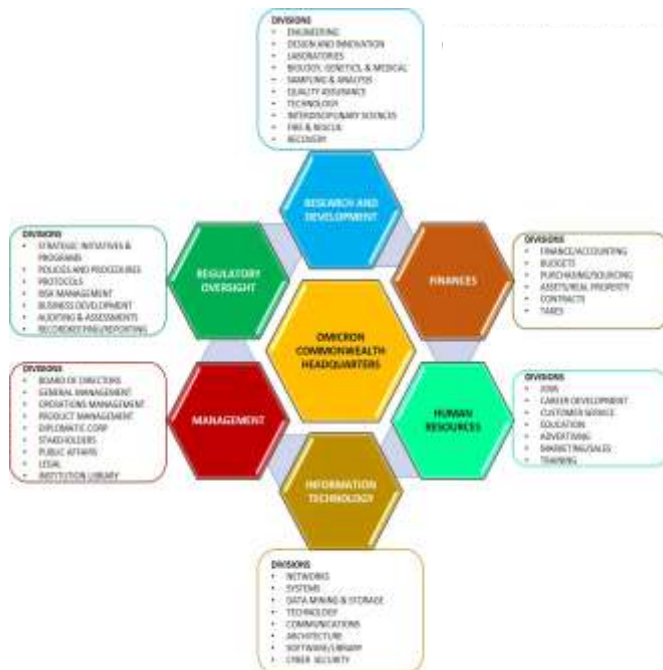 DIVISIONS
• ENGINEERING
• DESIGN AND INNOVATION
• LABORATORIES
• BIOLOGY, GENETICS, & MEDICAL
• SAMPLING & ANALYSIS
• QUALITY ASSURANCE
• TECHNOLOGY
• INTERDISCIPLINARY SCIENCES
• FIRE & RESCUE
• RECOVERY
RESEARCH AND
DEVELOPMENT
DIVISIONS
• STRATEGIC INITIATIVES &
PROGRAMS
• POLICIES AND PROCEDURES
• PROTOCOLS
• RISK MANAGEMENT
• BUSINESS DEVELOPMENT
• AUDITING & ASSESSMENTS
• RECORDKEEPING/REPORTING
REGULATORY
OVERSIGHT
FINANCES
DIVISIONS
• FINANCE/ACCOUNTING
• BUDGETS
• PURCHASING/SOURCING
• ASSETS/REAL PROPERTY
• CONTRACTS
• TAXES
OMICRON
COMMONWEALTH
HEADQUARTERS
DIVISIONS
• BOARD OF DIRECTORS
• GENERAL MANAGEMENT
• OPERATIONS MANAGEMENT
• PRODUCT MANAGEMENT
• DIPLOMATIC CORP
• STAKEHOLDERS
• PUBLIC AFFAIRS
• LEGAL
• INSTITUTION LIBRARY
MANAGEMENT
HUMAN
RESOURCES
DIVISIONS
• JOBS
• CAREER DEVELOPMENT
• CUSTOMER SERVICE
• EDUCATION
• ADVERTISING
• MARKETING/SALES
• TRAINING
INFORMATION
TECHNOLOGY
DIVISIONS
• NETWORKS
• SYSTEMS
• DATA MINING & STORAGE
• TECHNOLOGY
• COMMUNICATIONS
• ARCHITECTURE
• SOFTWARE/LIBRARY
• CYBER SECURITY